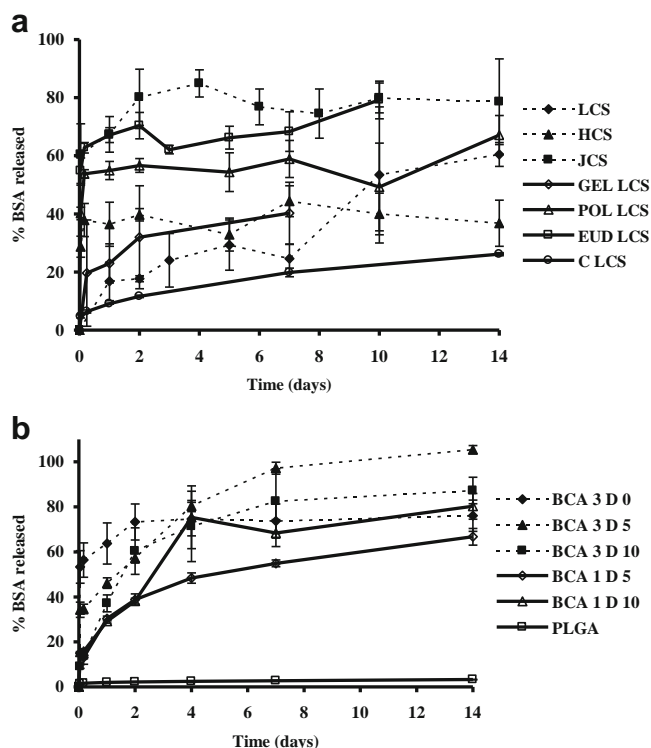 a
100
80
60
40
20
0
% BSA released
0 2 4 6 8 10 12 14
Time (days)
LCS
HCS
JCS
GEL LCS
POL LCS
EUD LCS
C LCS
b
100
80
60
40
20
0
% BSA released
0 2 4 6 8 10 12 14
Time (days)
BCA 3 D 0
BCA 3 D 5
BCA 3 D 10
BCA 1 D 5
BCA 1 D 10
PLGA